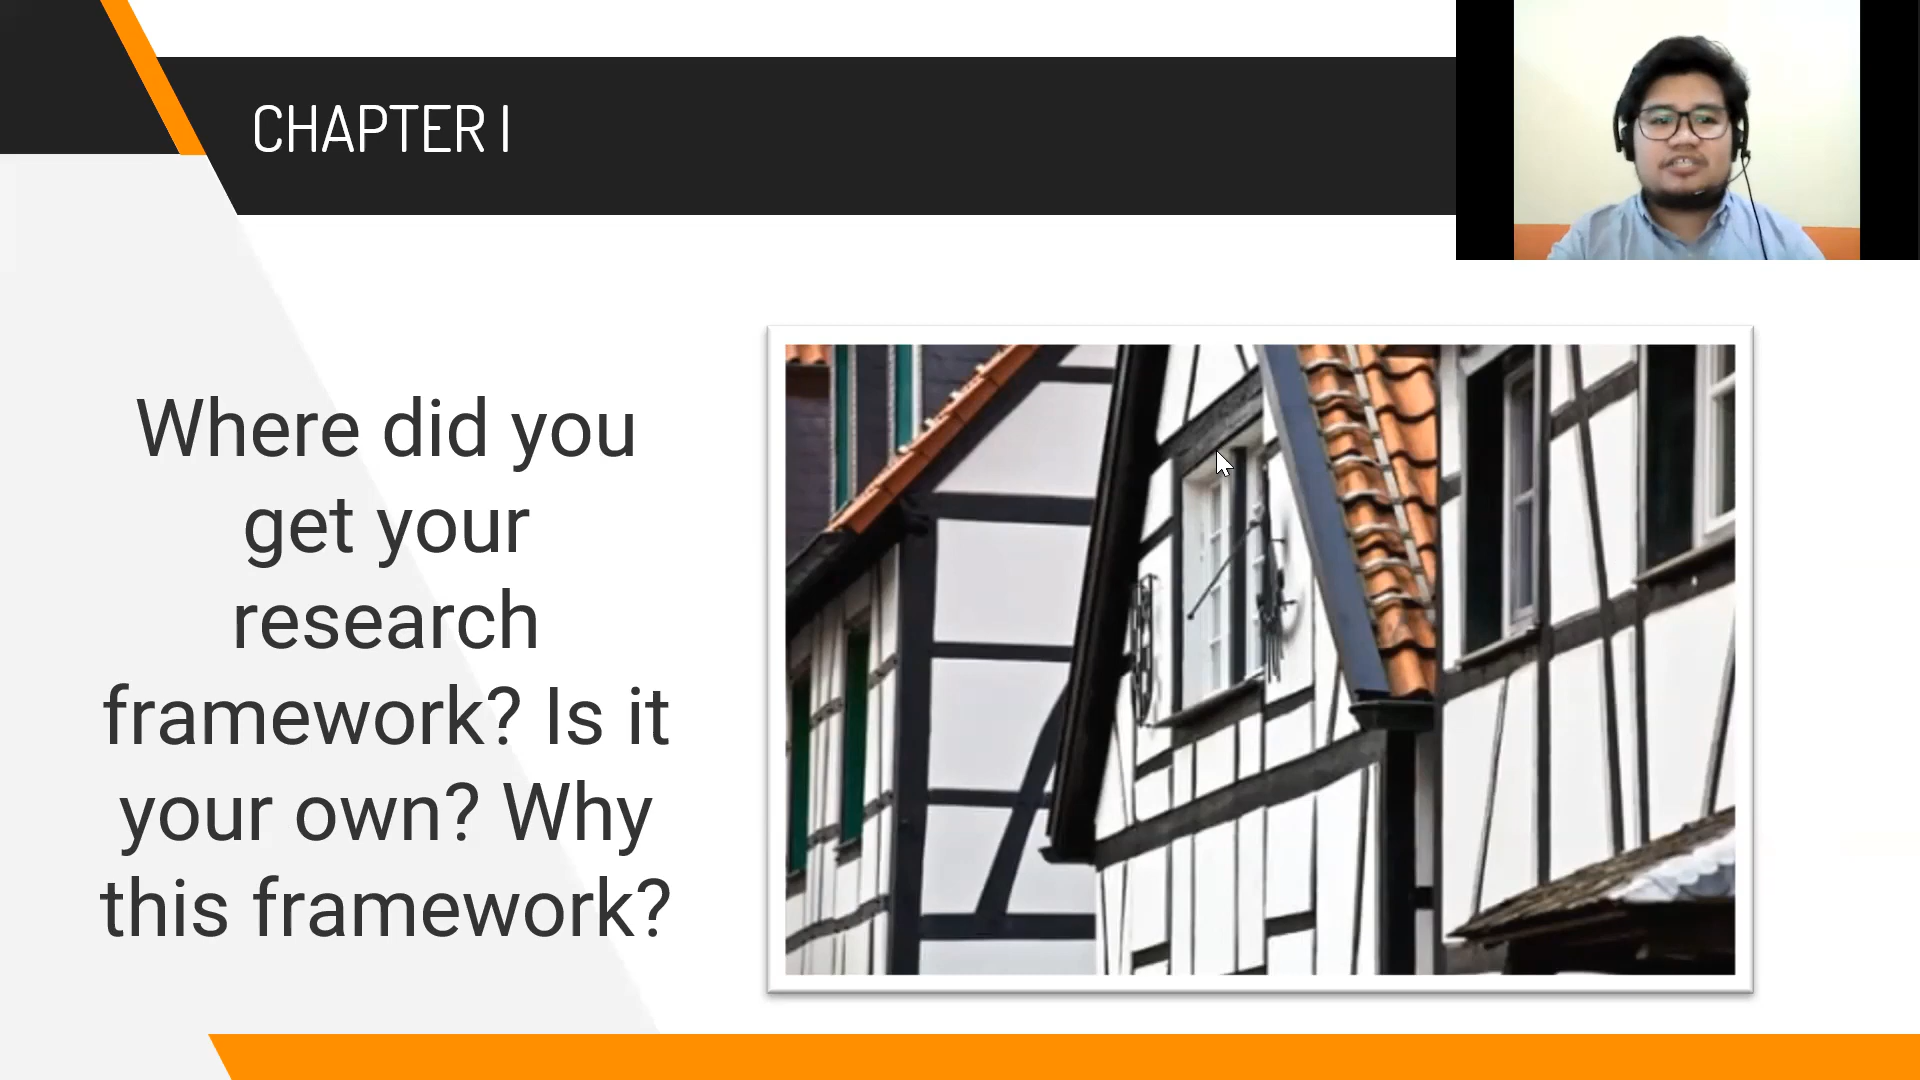 CHAPTER I
Where did you
get your
research
framework? Is it
your own? Why
this framework?